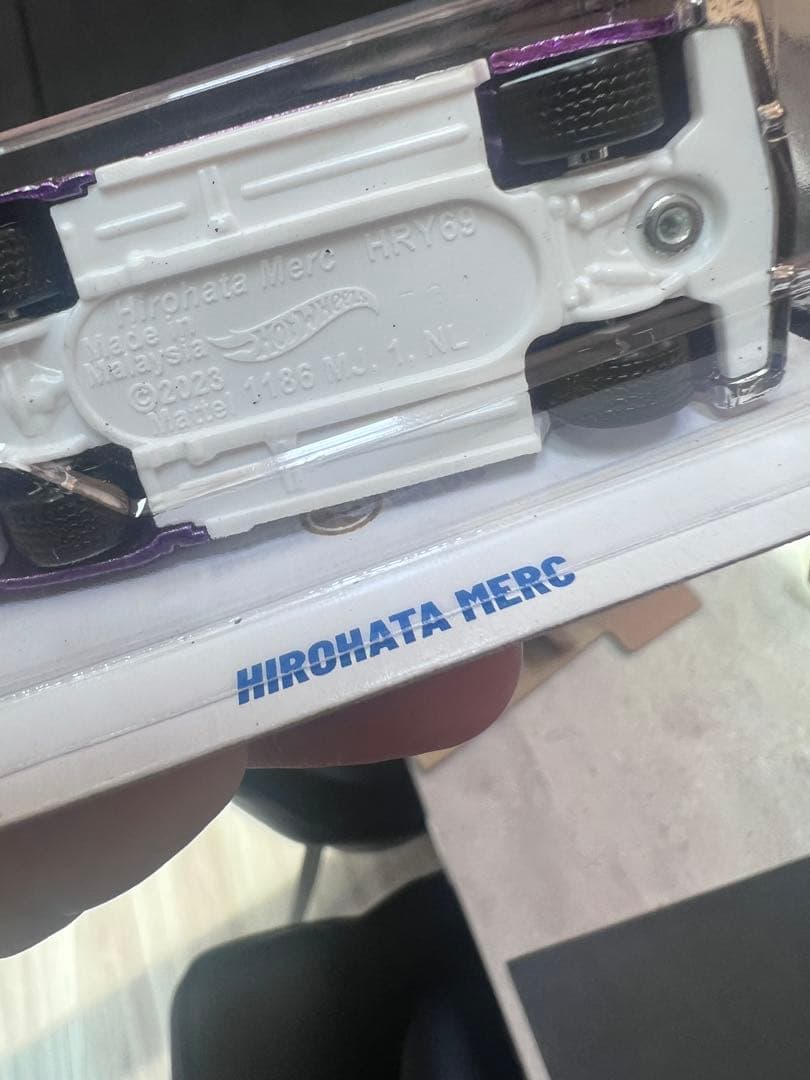 Hirohata Merc HRY69
Made in
Malaysia
Hot Wheels
©2023
Mattel 1186 MJ, 1, NL
HIROHATA MERC